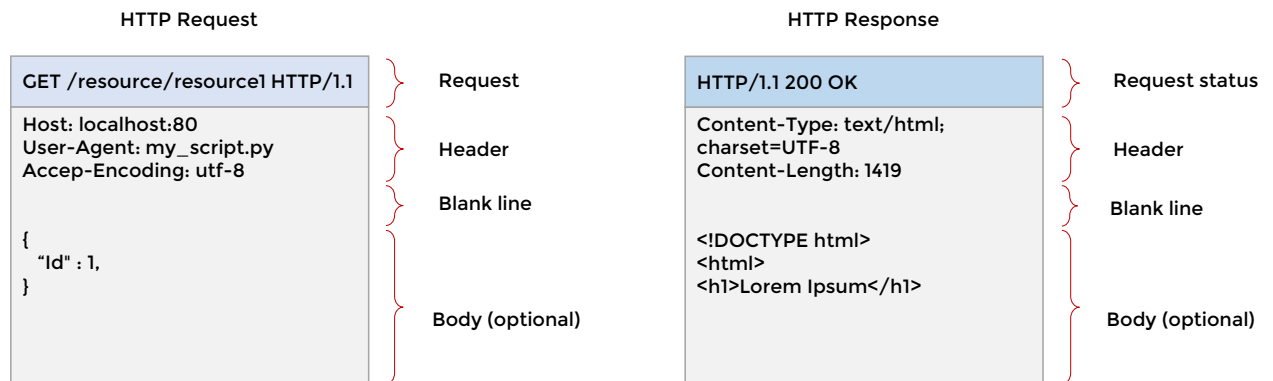 HTTP Request
GET /resource/resource1 HTTP/1.1
Request
Host: localhost:80
User-Agent: my_script.py
Accep-Encoding: utf-8
Header
Blank line
{
“Id" : 1,
}
Body (optional)
HTTP Response
HTTP/1.1 200 OK
Request status
Content-Type: text/html;
charset=UTF-8
Content-Length: 1419
Header
Blank line
<!DOCTYPE html>
<html>
<h1>Lorem Ipsum</h1>
Body (optional)